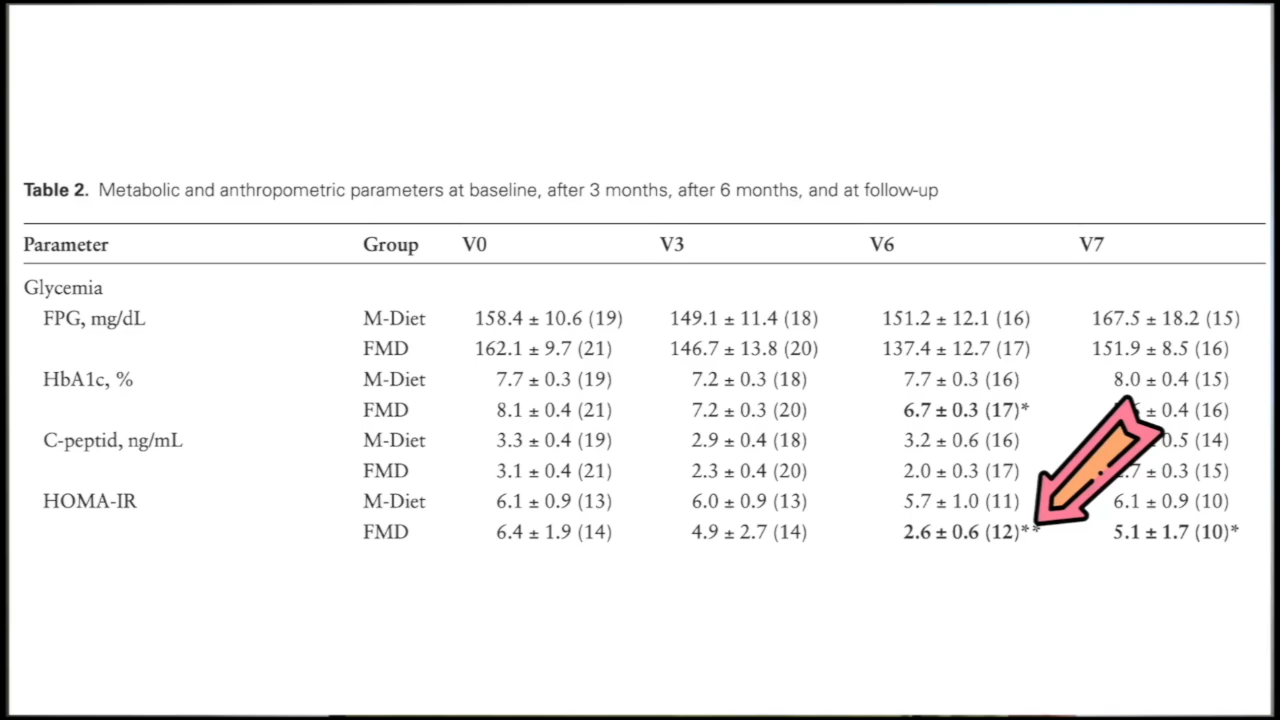 Table 2. Metabolic and anthropometric parameters at baseline, after 3 months, after 6 months, and at follow-up
Parameter Group V0 V3 V6 V7
Glycemia
FPG, mg/dL M-Diet 158.4 ± 10.6 (19) 149.1 ± 11.4 (18) 151.2 ± 12.1 (16) 167.5 ± 18.2 (15)
FMD 162.1 ± 9.7 (21) 146.7 ± 13.8 (20) 137.4 ± 12.7 (17) 151.9 ± 8.5 (16)
HbA1c, % M-Diet 7.7 ± 0.3 (19) 7.2 ± 0.3 (18) 7.7 ± 0.3 (16) 8.0 ± 0.4 (15)
FMD 8.1 ± 0.4 (21) 7.2 ± 0.3 (20) 6.7 ± 0.3 (17)* ± 0.4 (16)
C-peptid, ng/mL M-Diet 3.3 ± 0.4 (19) 2.9 ± 0.4 (18) 3.2 ± 0.6 (16) 0.5 (14)
FMD 3.1 ± 0.4 (21) 2.3 ± 0.4 (20) 2.0 ± 0.3 (17) .7 ± 0.3 (15)
HOMA-IR M-Diet 6.1 ± 0.9 (13) 6.0 ± 0.9 (13) 5.7 ± 1.0 (11) 6.1 ± 0.9 (10)
FMD 6.4 ± 1.9 (14) 4.9 ± 2.7 (14) 2.6 ± 0.6 (12)** 5.1 ± 1.7 (10)*